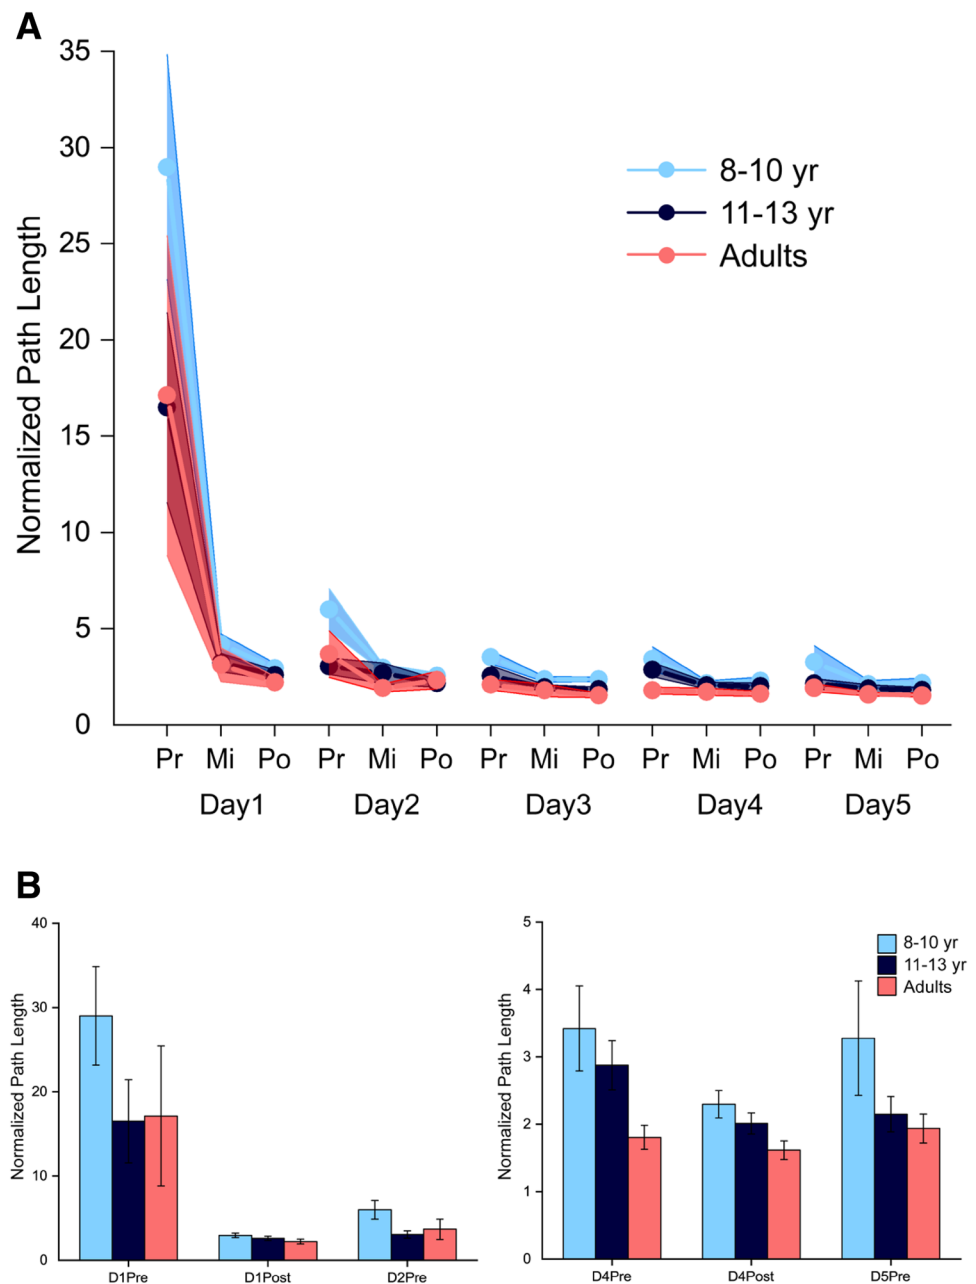 A
35
30
25
20
15
10
5
0
Normalized Path Length
8-10 yr
11-13 yr
Adults
Pr Mi Po Pr Mi Po Pr Mi Po Pr Mi Po Pr Mi Po
Day1 Day2 Day3 Day4 Day5
B
40
30
20
10
0
Normalized Path Length
D1Pre D1Post D2Pre
5
4
3
2
1
0
Normalized Path Length
8-10 yr
11-13 yr
Adults
D4Pre D4Post D5Pre